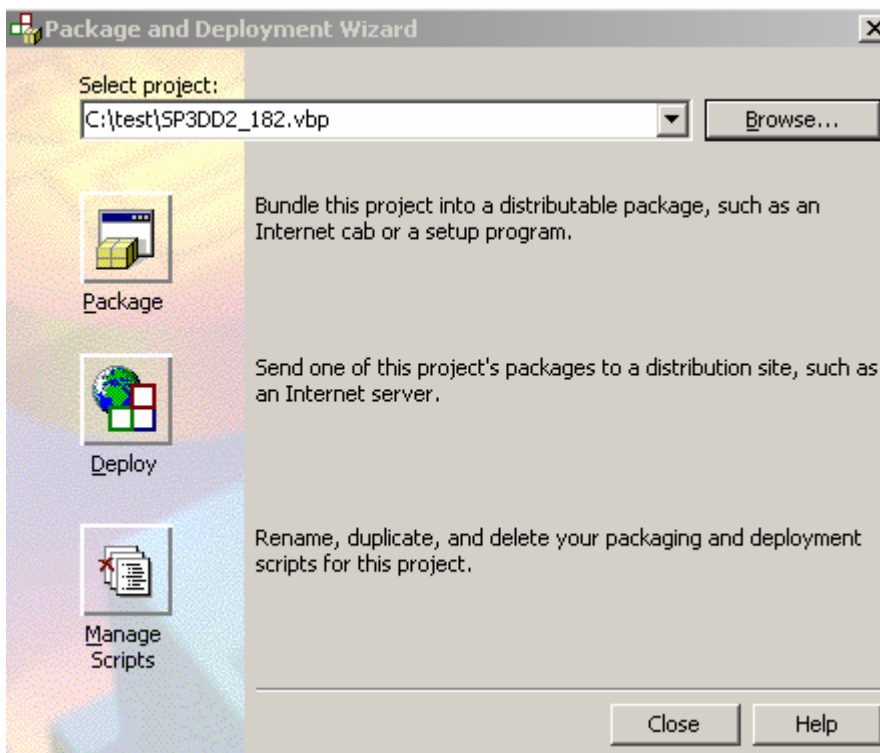 Package and Deployment Wizard
Select project:
C:\test\SP3DD2_182.vbp
Browse...
Bundle this project into a distributable package, such as an
Internet cab or a setup program.
Package
Send one of this project's packages to a distribution site, such as
an Internet server.
Deploy
Rename, duplicate, and delete your packaging and deployment
scripts for this project.
Manage
Scripts
Close
Help